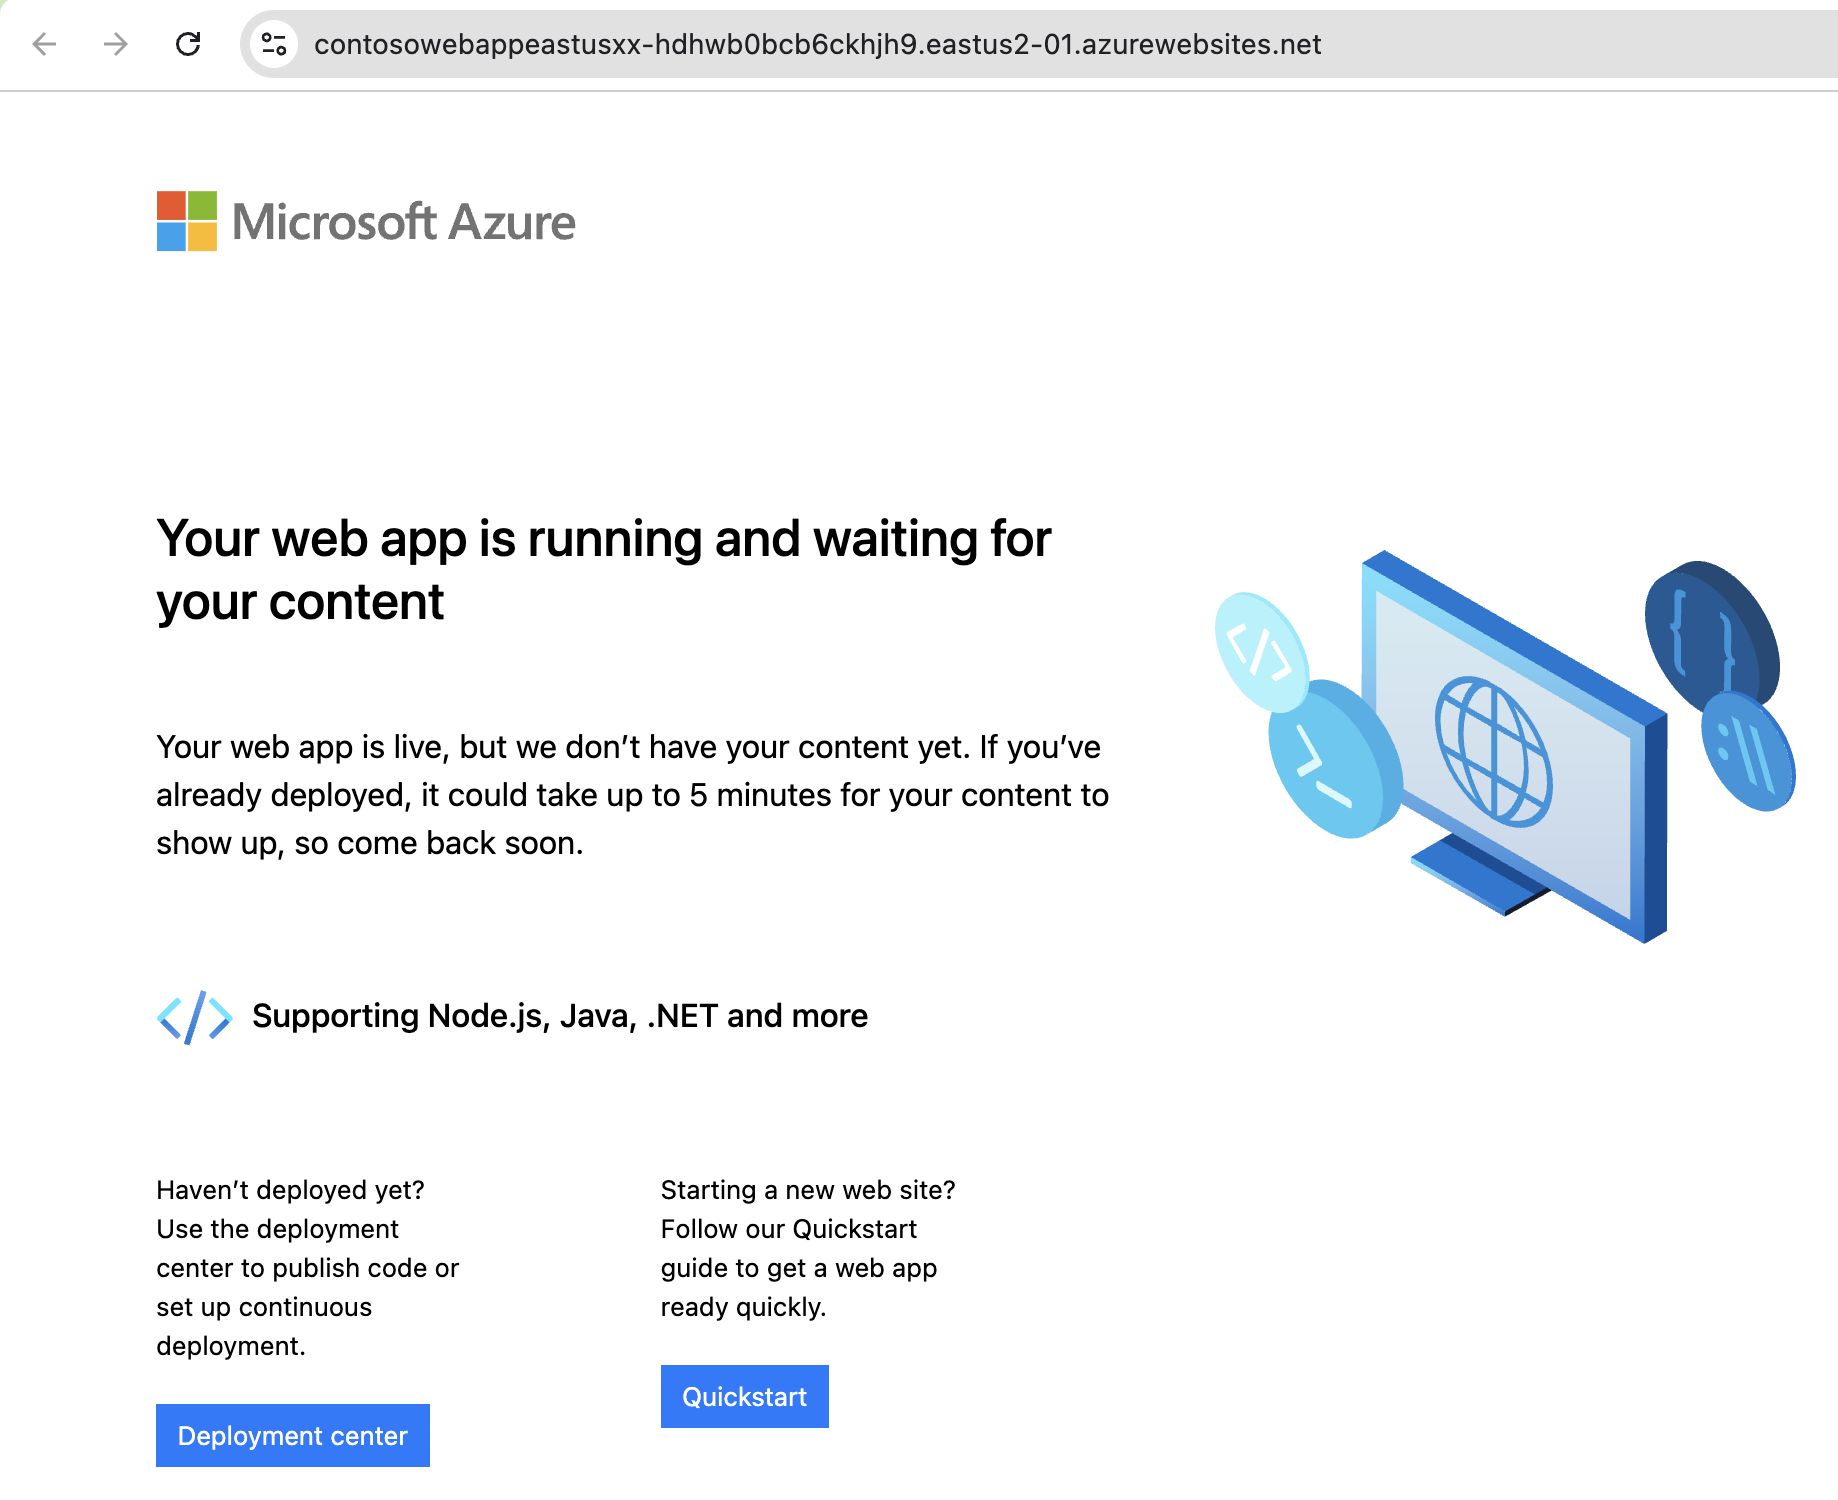 contosowebappeastusxx-hdhwb0bcb6ckhjh9.eastus2-01.azurewebsites.net
Microsoft Azure
Your web app is running and waiting for
your content
Your web app is live, but we don’t have your content yet. If you’ve
already deployed, it could take up to 5 minutes for your content to
show up, so come back soon.
Supporting Node.js, Java, .NET and more
Haven’t deployed yet?
Use the deployment
center to publish code or
set up continuous
deployment.
Deployment center
Starting a new web site?
Follow our Quickstart
guide to get a web app
ready quickly.
Quickstart